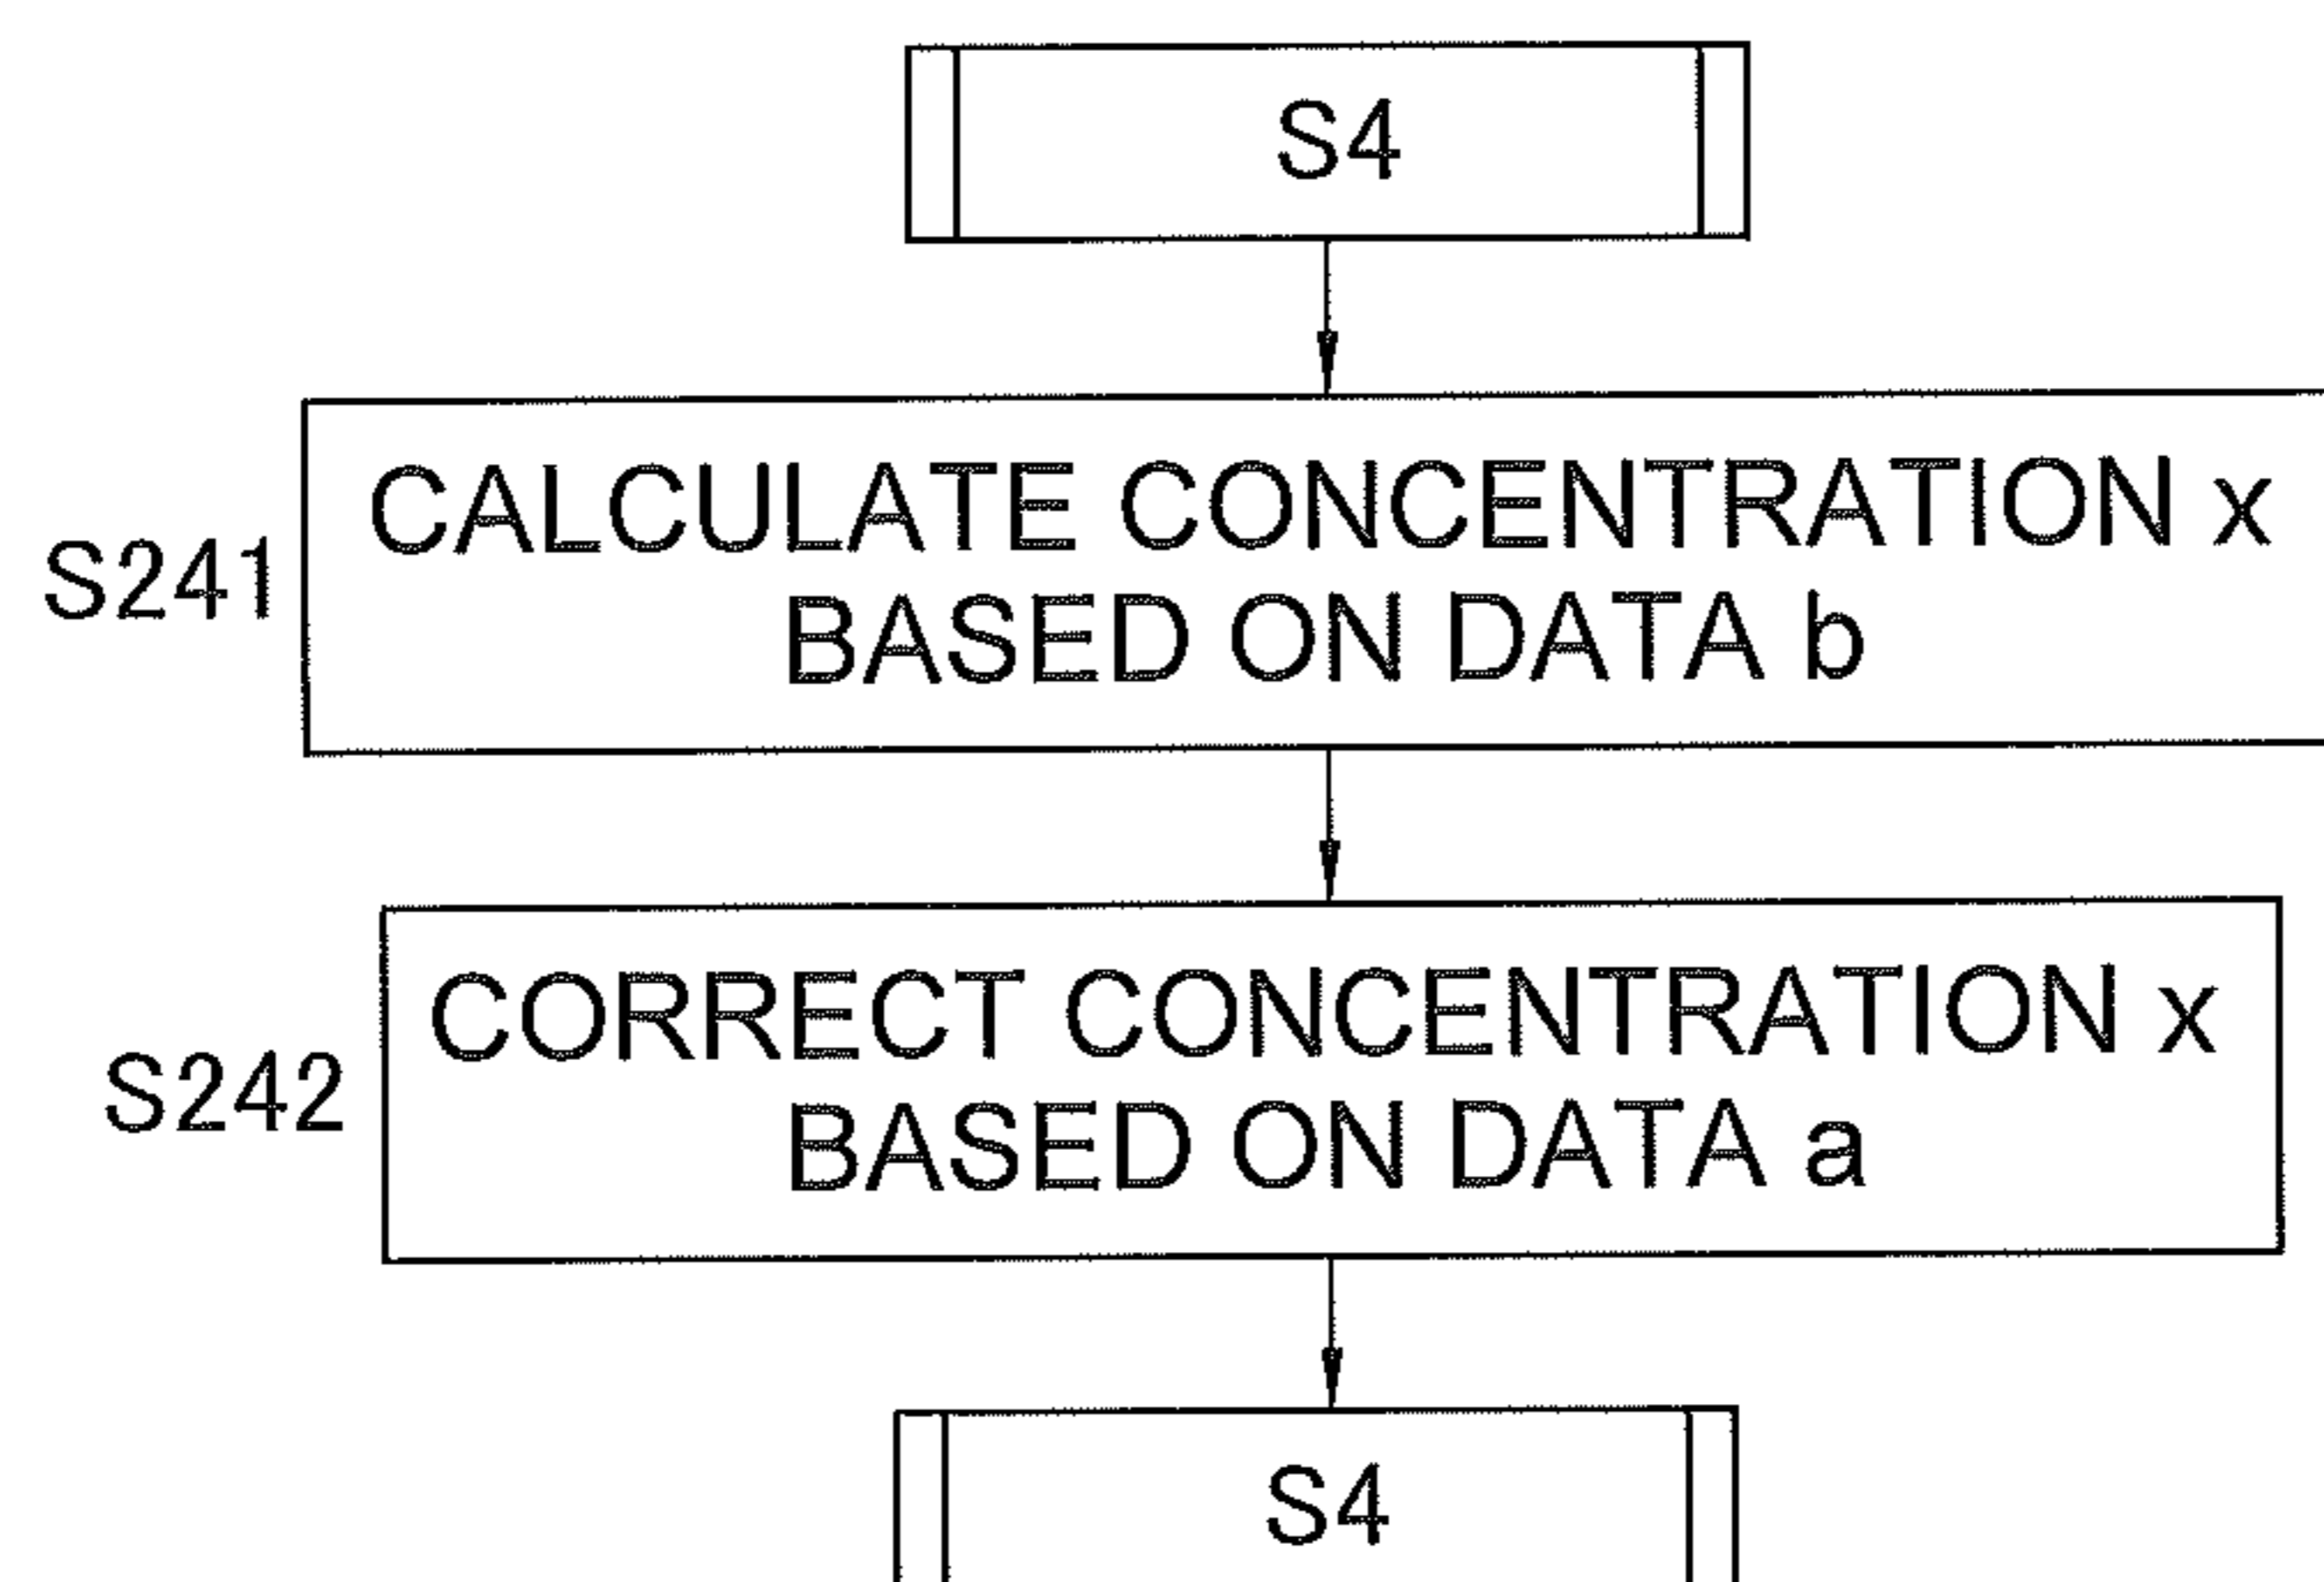 S4
S241
CALCULATE CONCENTRATION x
BASED ON DATA b
S242
CORRECT CONCENTRATION x
BASED ON DATA a
S4